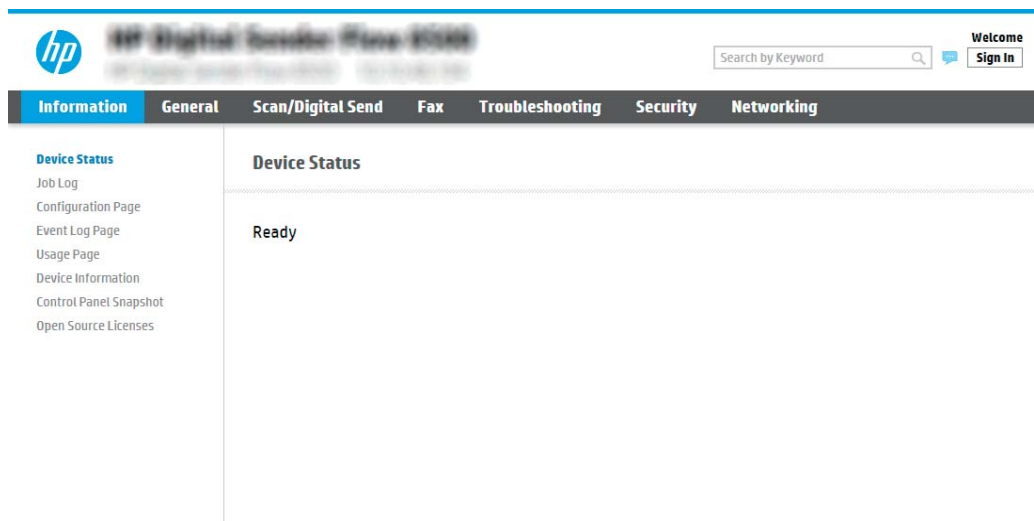 hp
Welcome
Search by Keyword
Sign In
Information General Scan/Digital Send Fax Troubleshooting Security Networking
Device Status
Job Log
Configuration Page
Event Log Page
Usage Page
Device Information
Control Panel Snapshot
Open Source Licenses
Device Status
Ready